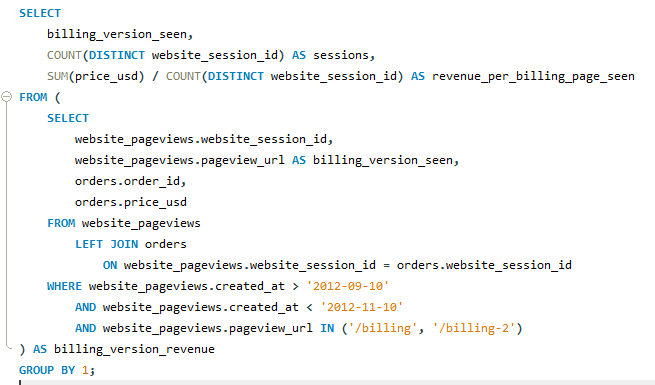 SELECT
billing_version_seen,
COUNT(DISTINCT website_session_id) AS sessions,
SUM(price_usd) / COUNT(DISTINCT website_session_id) AS revenue_per_billing_page_seen
FROM (
SELECT
website_pageviews.website_session_id,
website_pageviews.pageview_url AS billing_version_seen,
orders.order_id,
orders.price_usd
FROM website_pageviews
LEFT JOIN orders
ON website_pageviews.website_session_id = orders.website_session_id
WHERE website_pageviews.created_at > '2012-09-10'
AND website_pageviews.created_at < '2012-11-10'
AND website_pageviews.pageview_url IN ('/billing', '/billing-2')
) AS billing_version_revenue
GROUP BY 1;